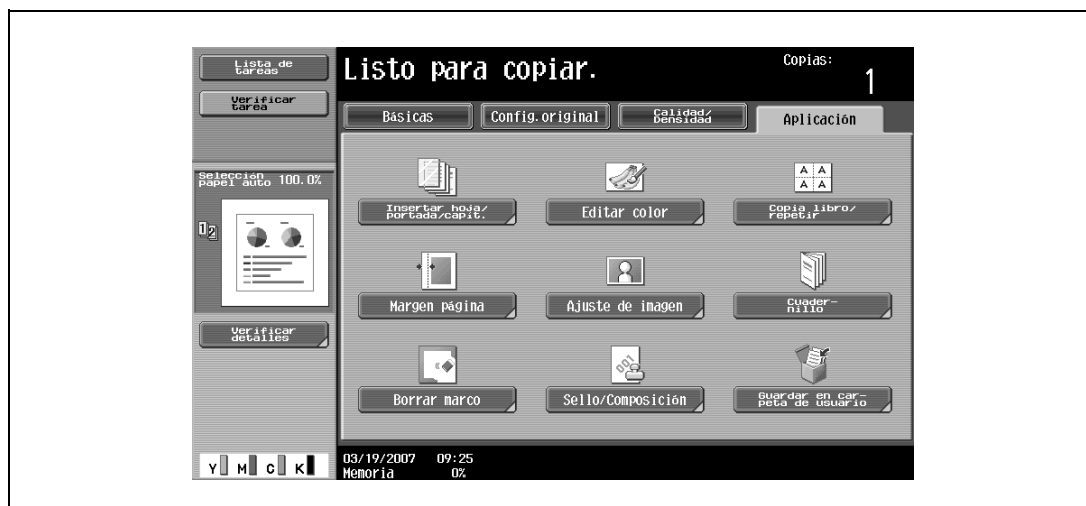 Lista de
tareas
Verificar
tarea
Listo para copiar.
Copias:
1
Básicas
Config.original
Calidad/
Densidad
Aplicación
Selección
papel auto 100.0%
12
Insertar hoja/
portada/capít.
Editar color
Copia libro/
repetir
A A
A A
Margen página
Ajuste de imagen
Cuader-
nillo
Verificar
detalles
001
Borrar marco
Sello/Composición
Guardar en car-
peta de usuario
Y M C K
03/19/2007 09:25
Memoria 0%